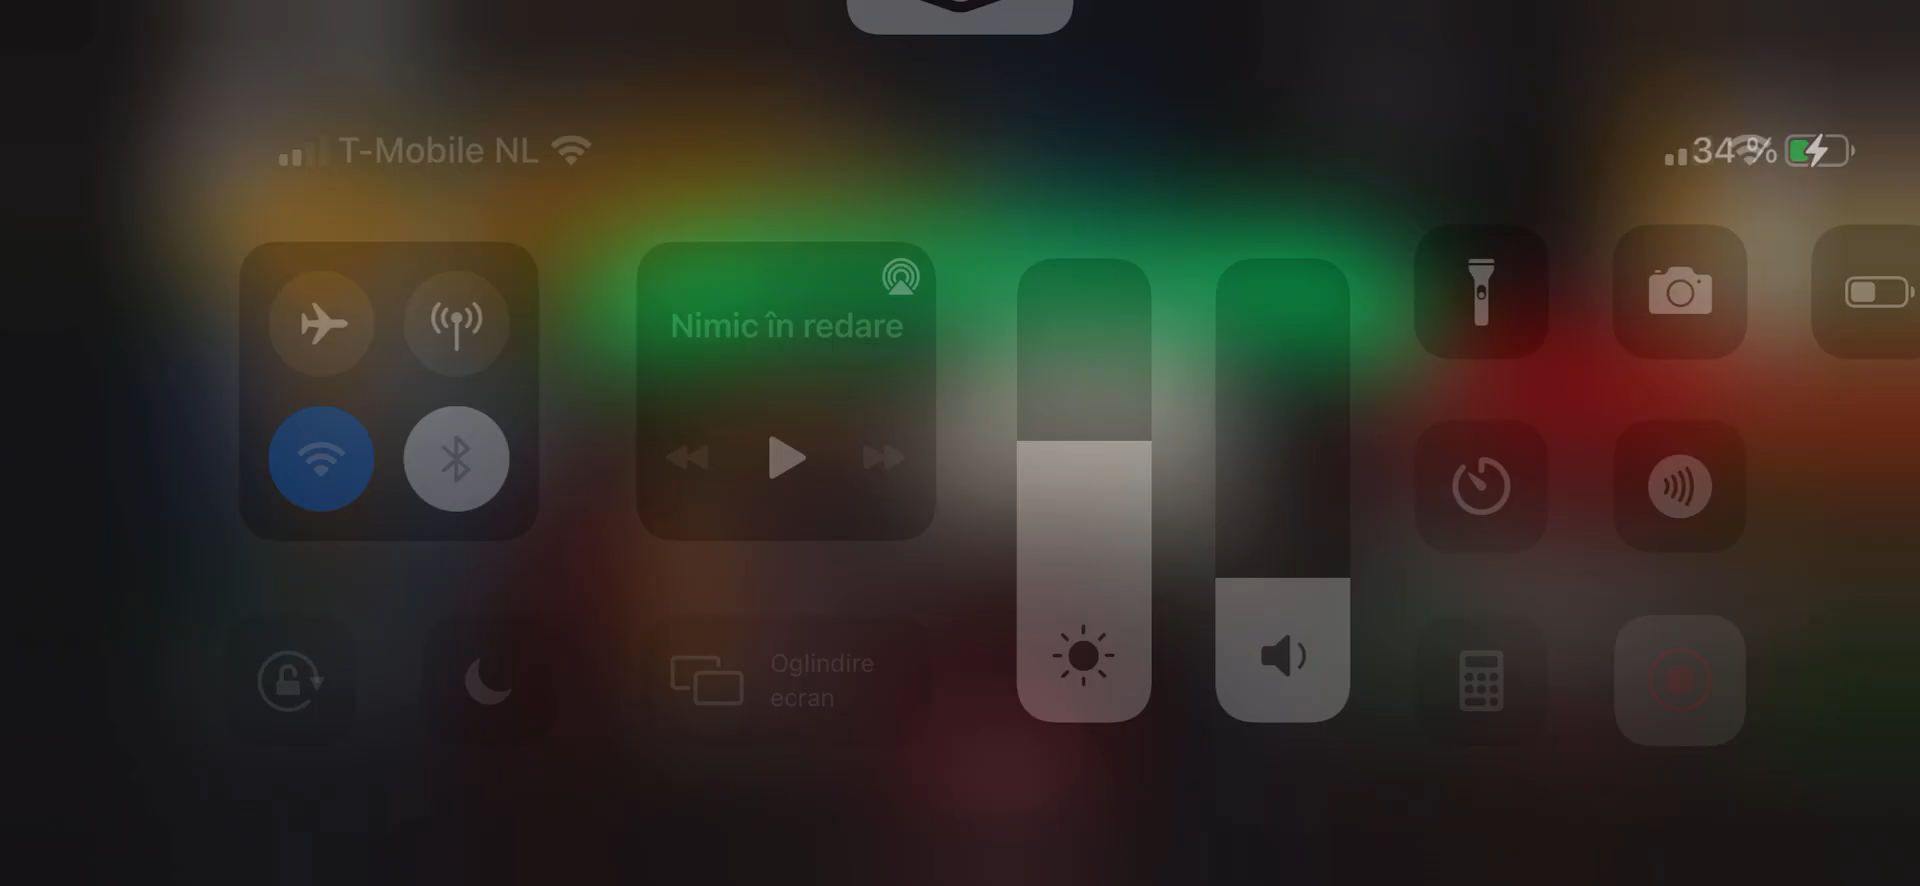 T-Mobile NL
34 %
Nimic în redare
Oglindire
ecran